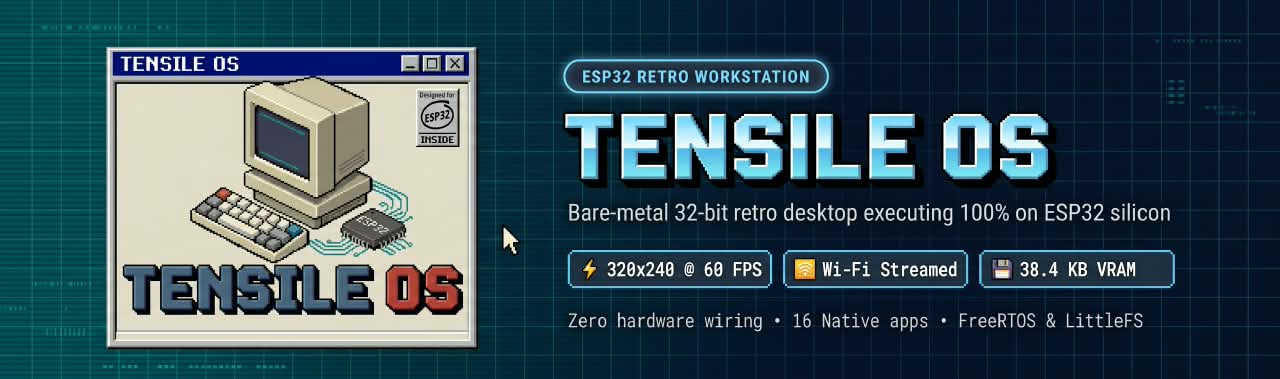 TENSILE OS
Designed for
ESP32
INSIDE
ESP32
TENSILE OS
ESP32 RETRO WORKSTATION
TENSILE OS
Bare-metal 32-bit retro desktop executing 100% on ESP32 silicon
⚡ 320x240 @ 60 FPS
Wi-Fi Streamed
💾 38.4 KB VRAM
Zero hardware wiring • 16 Native apps • FreeRTOS & LittleFS